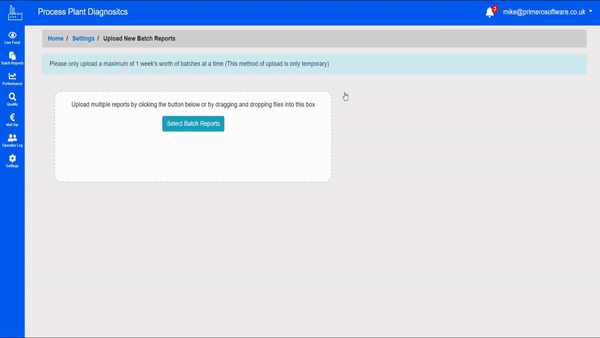 Process Plant Diagnositcs
2
mike@primerosoftware.co.uk
Live Feed
Home / Settings / Upload New Batch Reports
Batch Reports
Please only upload a maximum of 1 week's worth of batches at a time (This method of upload is only temporary)
Performance
Quality
Upload multiple reports by clicking the button below or by dragging and dropping files into this box
Select Batch Reports
Operator Log
Settings